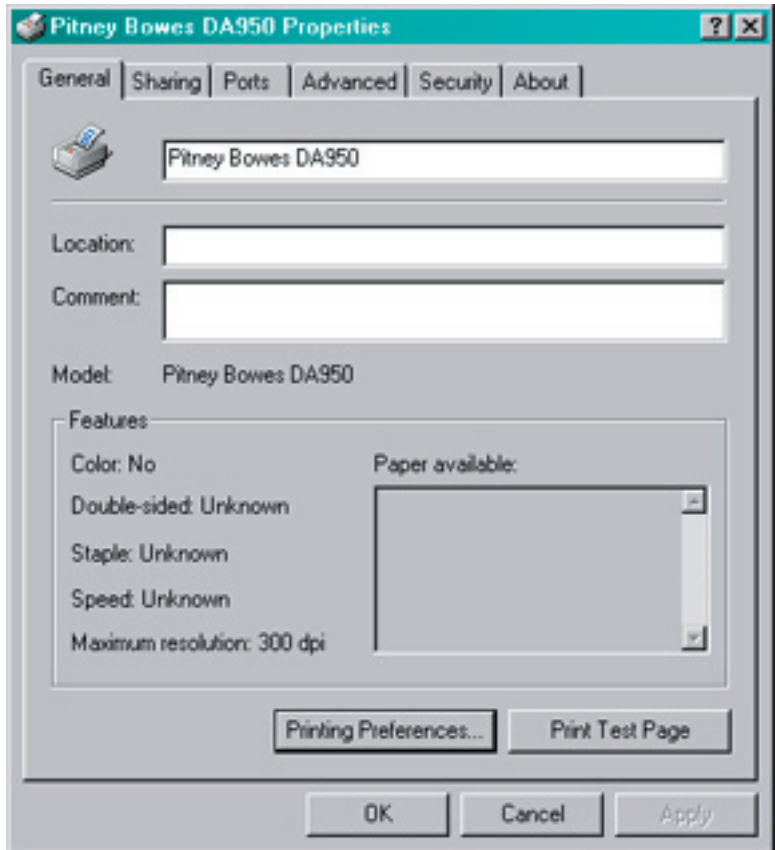 Pitney Bowes DA950 Properties
General Sharing Ports Advanced Security About
Pitney Bowes DA950
Location:
Comment:
Model: Pitney Bowes DA950
Features
Color: No Paper available:
Double-sided: Unknown
Staple: Unknown
Speed: Unknown
Maximum resolution: 300 dpi
Printing Preferences... Print Test Page
OK Cancel Apply